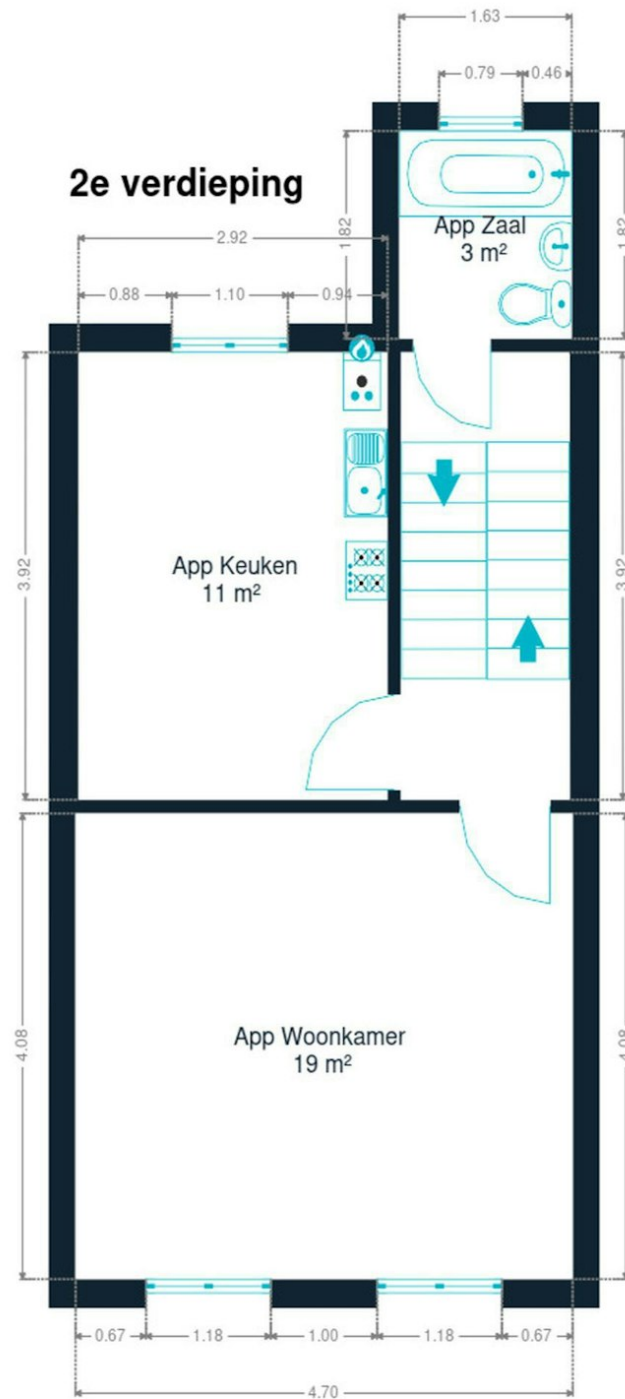 1.63
0.79
0.46
2e verdieping
App Zaal
3 m²
1.82
1.82
2.92
0.88
1.10
0.94
App Keuken
11 m²
3.92
3.92
App Woonkamer
19 m²
4.08
4.08
0.67
1.18
1.00
1.18
0.67
4.70